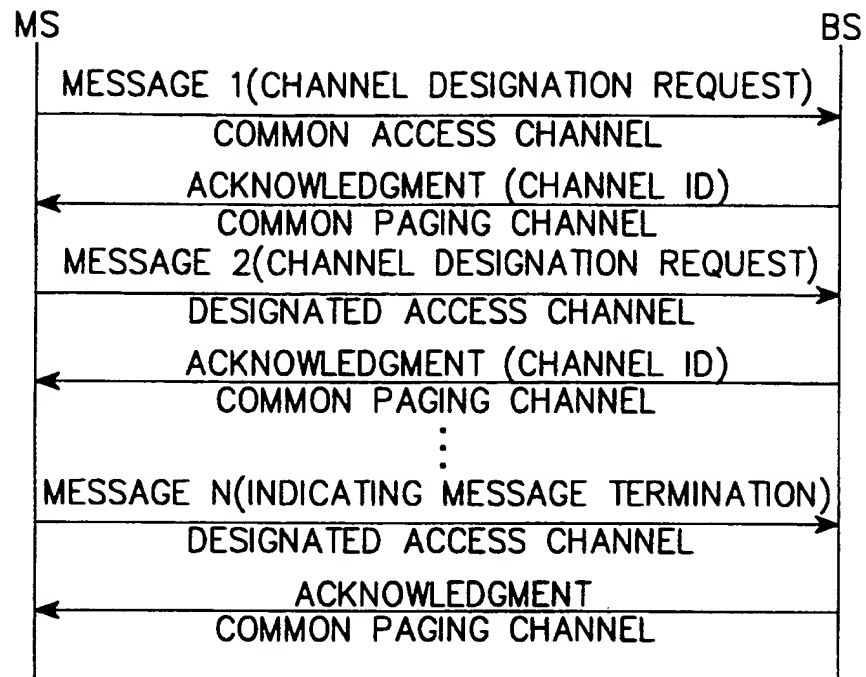 MS BS
MESSAGE 1(CHANNEL DESIGNATION REQUEST)
COMMON ACCESS CHANNEL
ACKNOWLEDGMENT (CHANNEL ID)
COMMON PAGING CHANNEL
MESSAGE 2(CHANNEL DESIGNATION REQUEST)
DESIGNATED ACCESS CHANNEL
ACKNOWLEDGMENT (CHANNEL ID)
COMMON PAGING CHANNEL
MESSAGE N(INDICATING MESSAGE TERMINATION)
DESIGNATED ACCESS CHANNEL
ACKNOWLEDGMENT
COMMON PAGING CHANNEL